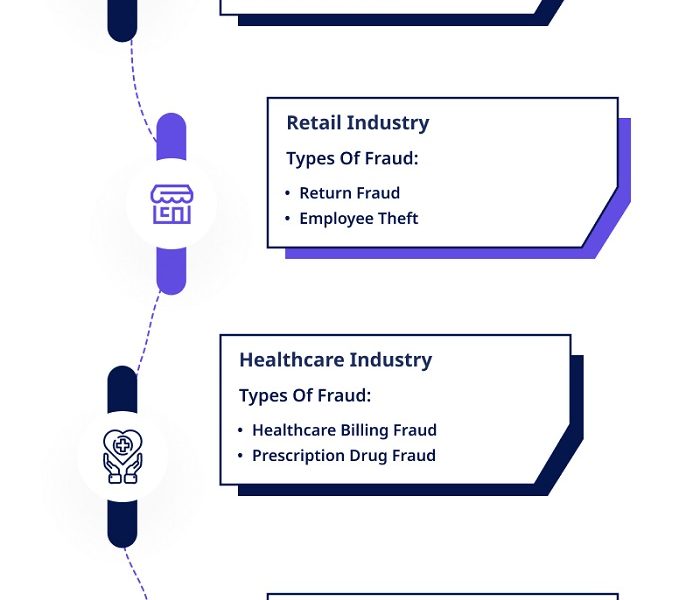 Retail Industry
Types Of Fraud:
• Return Fraud
• Employee Theft
Healthcare Industry
Types Of Fraud:
• Healthcare Billing Fraud
• Prescription Drug Fraud